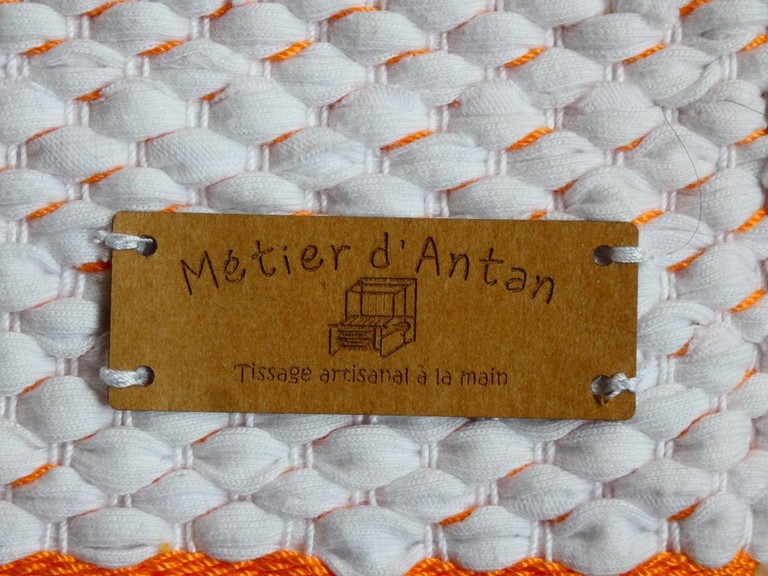 Métier d'Antan
Tissage artisanal à la main